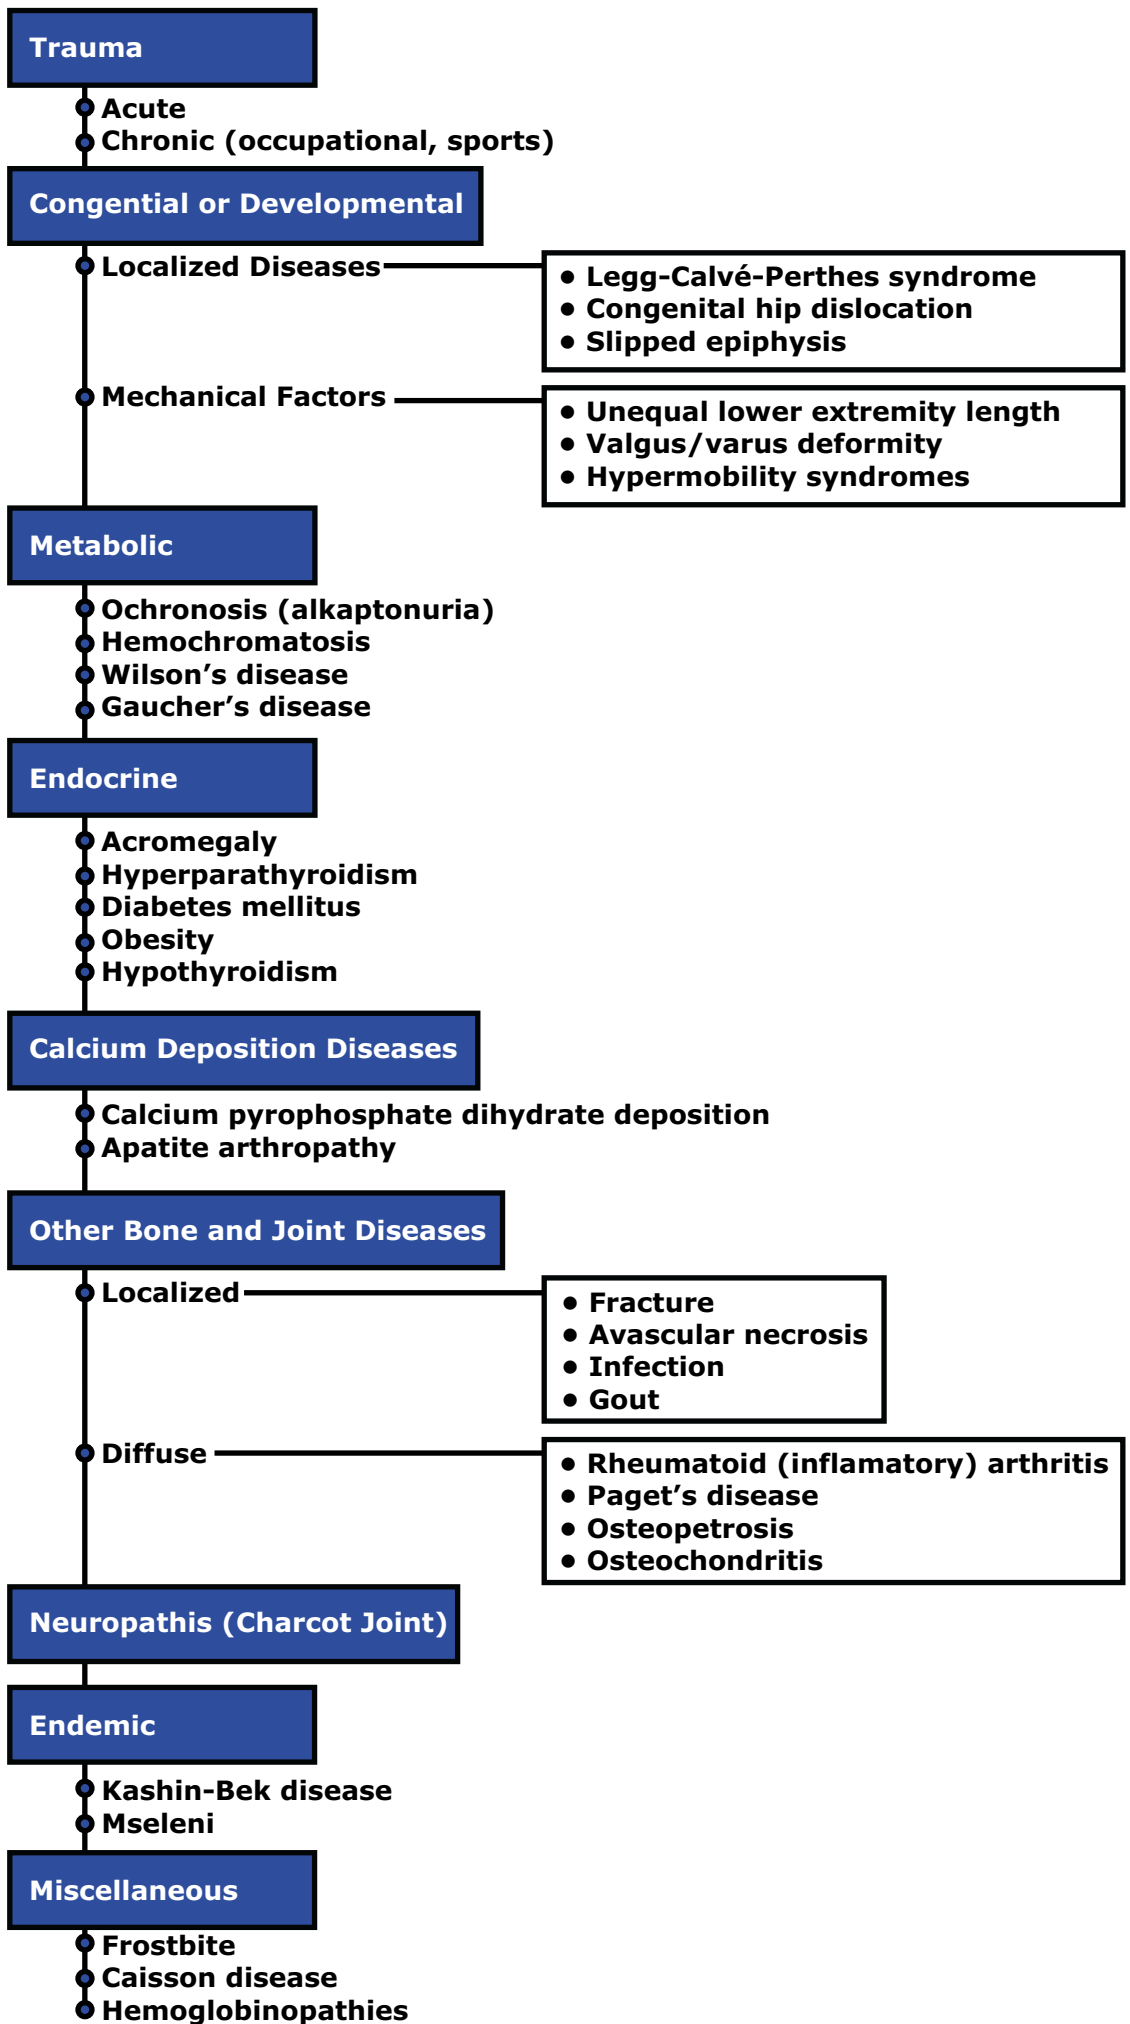 Trauma
Acute
Chronic (occupational, sports)
Congential or Developmental
Localized Diseases
• Legg-Calvé-Perthes syndrome
• Congenital hip dislocation
• Slipped epiphysis
Mechanical Factors
• Unequal lower extremity length
• Valgus/varus deformity
• Hypermobility syndromes
Metabolic
Ochronosis (alkaptonuria)
Hemochromatosis
Wilson’s disease
Gaucher’s disease
Endocrine
Acromegaly
Hyperparathyroidism
Diabetes mellitus
Obesity
Hypothyroidism
Calcium Deposition Diseases
Calcium pyrophosphate dihydrate deposition
Apatite arthropathy
Other Bone and Joint Diseases
Localized
• Fracture
• Avascular necrosis
• Infection
• Gout
Diffuse
• Rheumatoid (inflamatory) arthritis
• Paget’s disease
• Osteopetrosis
• Osteochondritis
Neuropathis (Charcot Joint)
Endemic
Kashin-Bek disease
Mseleni
Miscellaneous
Frostbite
Caisson disease
Hemoglobinopathies